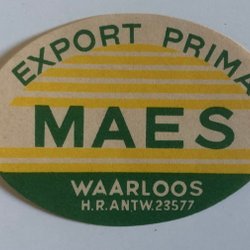 EXPORT PRIMA
MAES
WAARLOOS
H.R.ANTW.23577